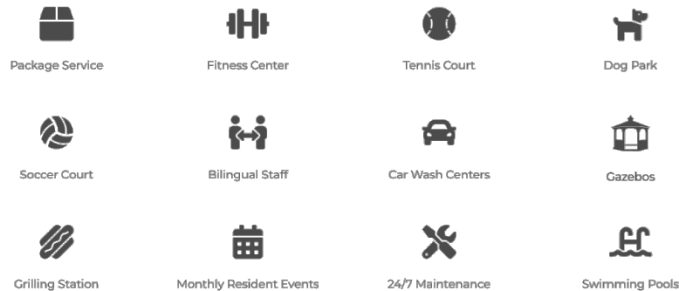 Package Service
Fitness Center
Tennis Court
Dog Park
Soccer Court
Bilingual Staff
Car Wash Centers
Gazebos
Grilling Station
Monthly Resident Events
24/7 Maintenance
Swimming Pools